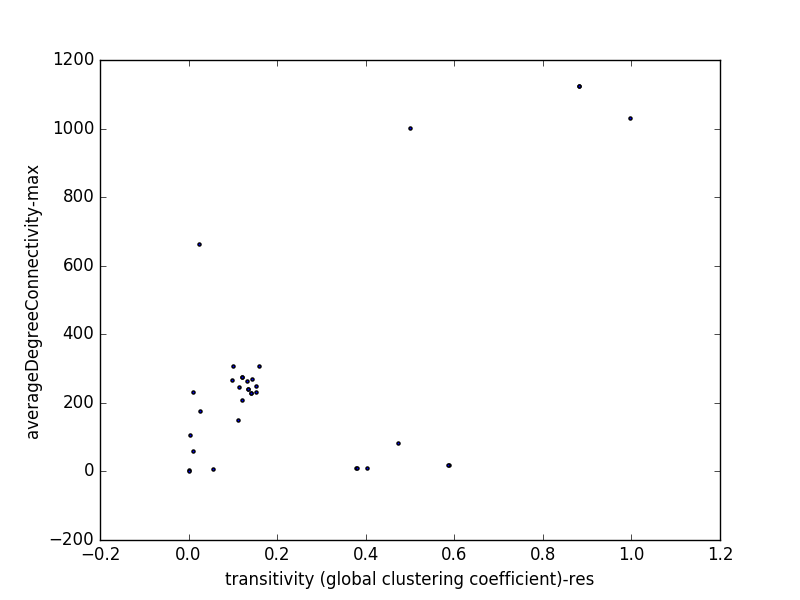 1200
1000
800
600
400
200
0
−200
averageDegreeConnectivity-max
−0.2 0.0 0.2 0.4 0.6 0.8 1.0 1.2
transitivity (global clustering coefficient)-res